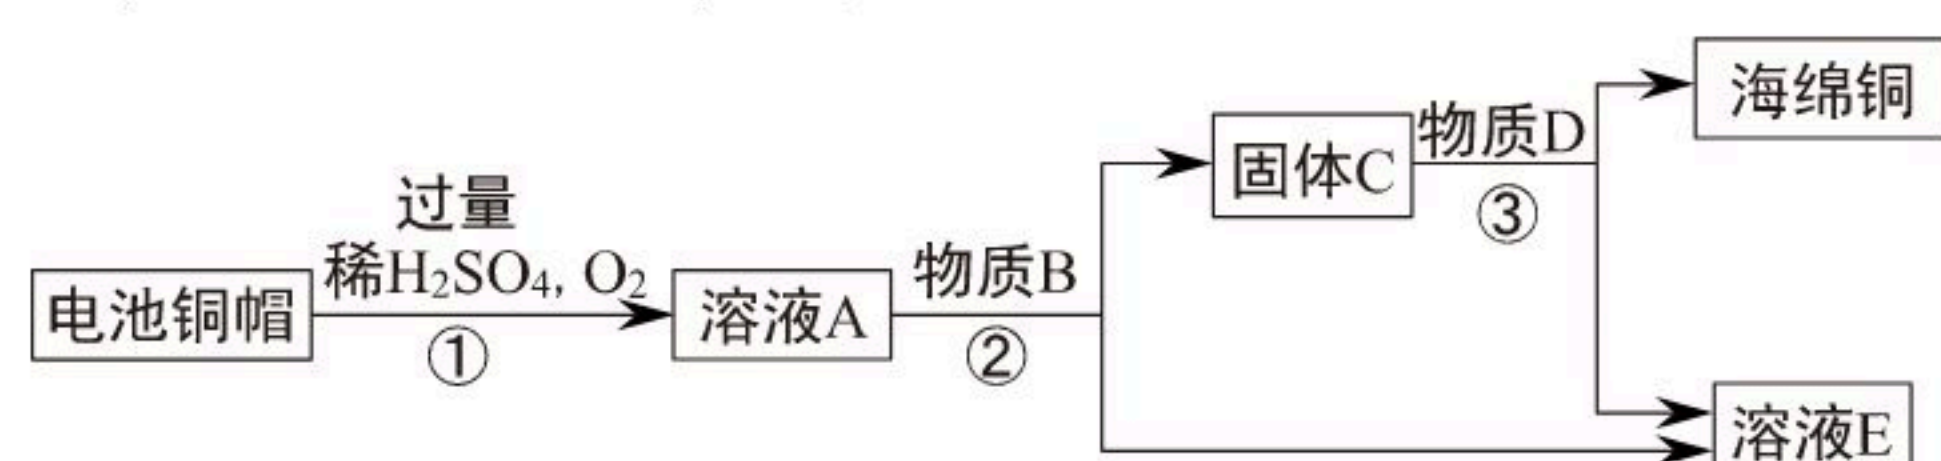 电池铜帽
过量
稀H₂SO₄, O₂
①
溶液A
物质B
②
固体C
物质D
③
海绵铜
溶液E